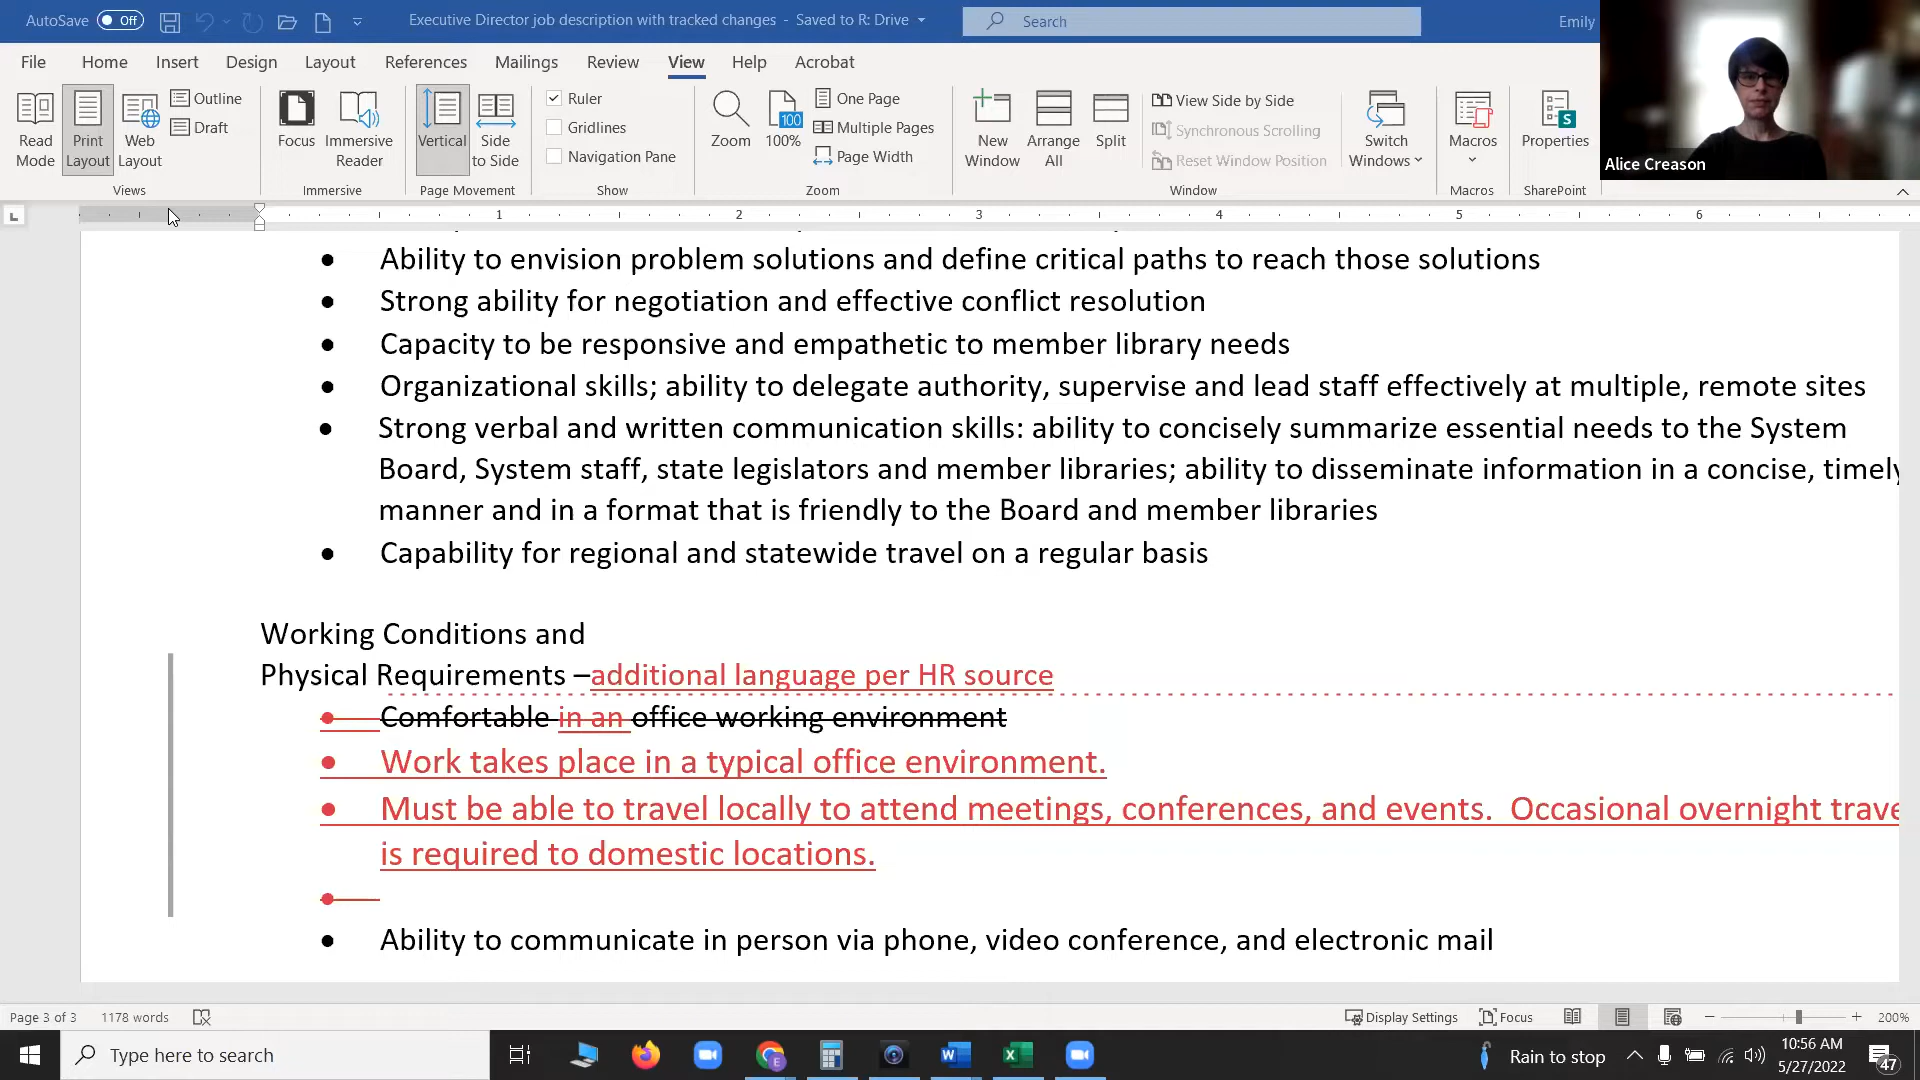 AutoSave Off Executive Director job description with tracked changes - Saved to R: Drive Search Emily
File Home Insert Design Layout References Mailings Review View Help Acrobat
Read Mode
Print Layout
Web Layout
Outline
Draft
Views
Focus
Immersive Reader
Immersive
Vertical
Side to Side
Page Movement
Ruler
Gridlines
Navigation Pane
Show
Zoom
100
100%
One Page
Multiple Pages
Page Width
Zoom
New Window
Arrange All
Split
View Side by Side
Synchronous Scrolling
Reset Window Position
Switch Windows
Window
Macros
Macros
Properties
SharePoint
Alice Creason
1 2 3 4 5 6
• Ability to envision problem solutions and define critical paths to reach those solutions
• Strong ability for negotiation and effective conflict resolution
• Capacity to be responsive and empathetic to member library needs
• Organizational skills; ability to delegate authority, supervise and lead staff effectively at multiple, remote sites
• Strong verbal and written communication skills: ability to concisely summarize essential needs to the System
Board, System staff, state legislators and member libraries; ability to disseminate information in a concise, timely
manner and in a format that is friendly to the Board and member libraries
• Capability for regional and statewide travel on a regular basis
Working Conditions and
Physical Requirements –additional language per HR source
• Comfortable in an office working environment
• Work takes place in a typical office environment.
• Must be able to travel locally to attend meetings, conferences, and events. Occasional overnight trave
is required to domestic locations.
•
• Ability to communicate in person via phone, video conference, and electronic mail
Page 3 of 3 1178 words Display Settings Focus 200%
Type here to search Rain to stop 10:56 AM
5/27/2022 47